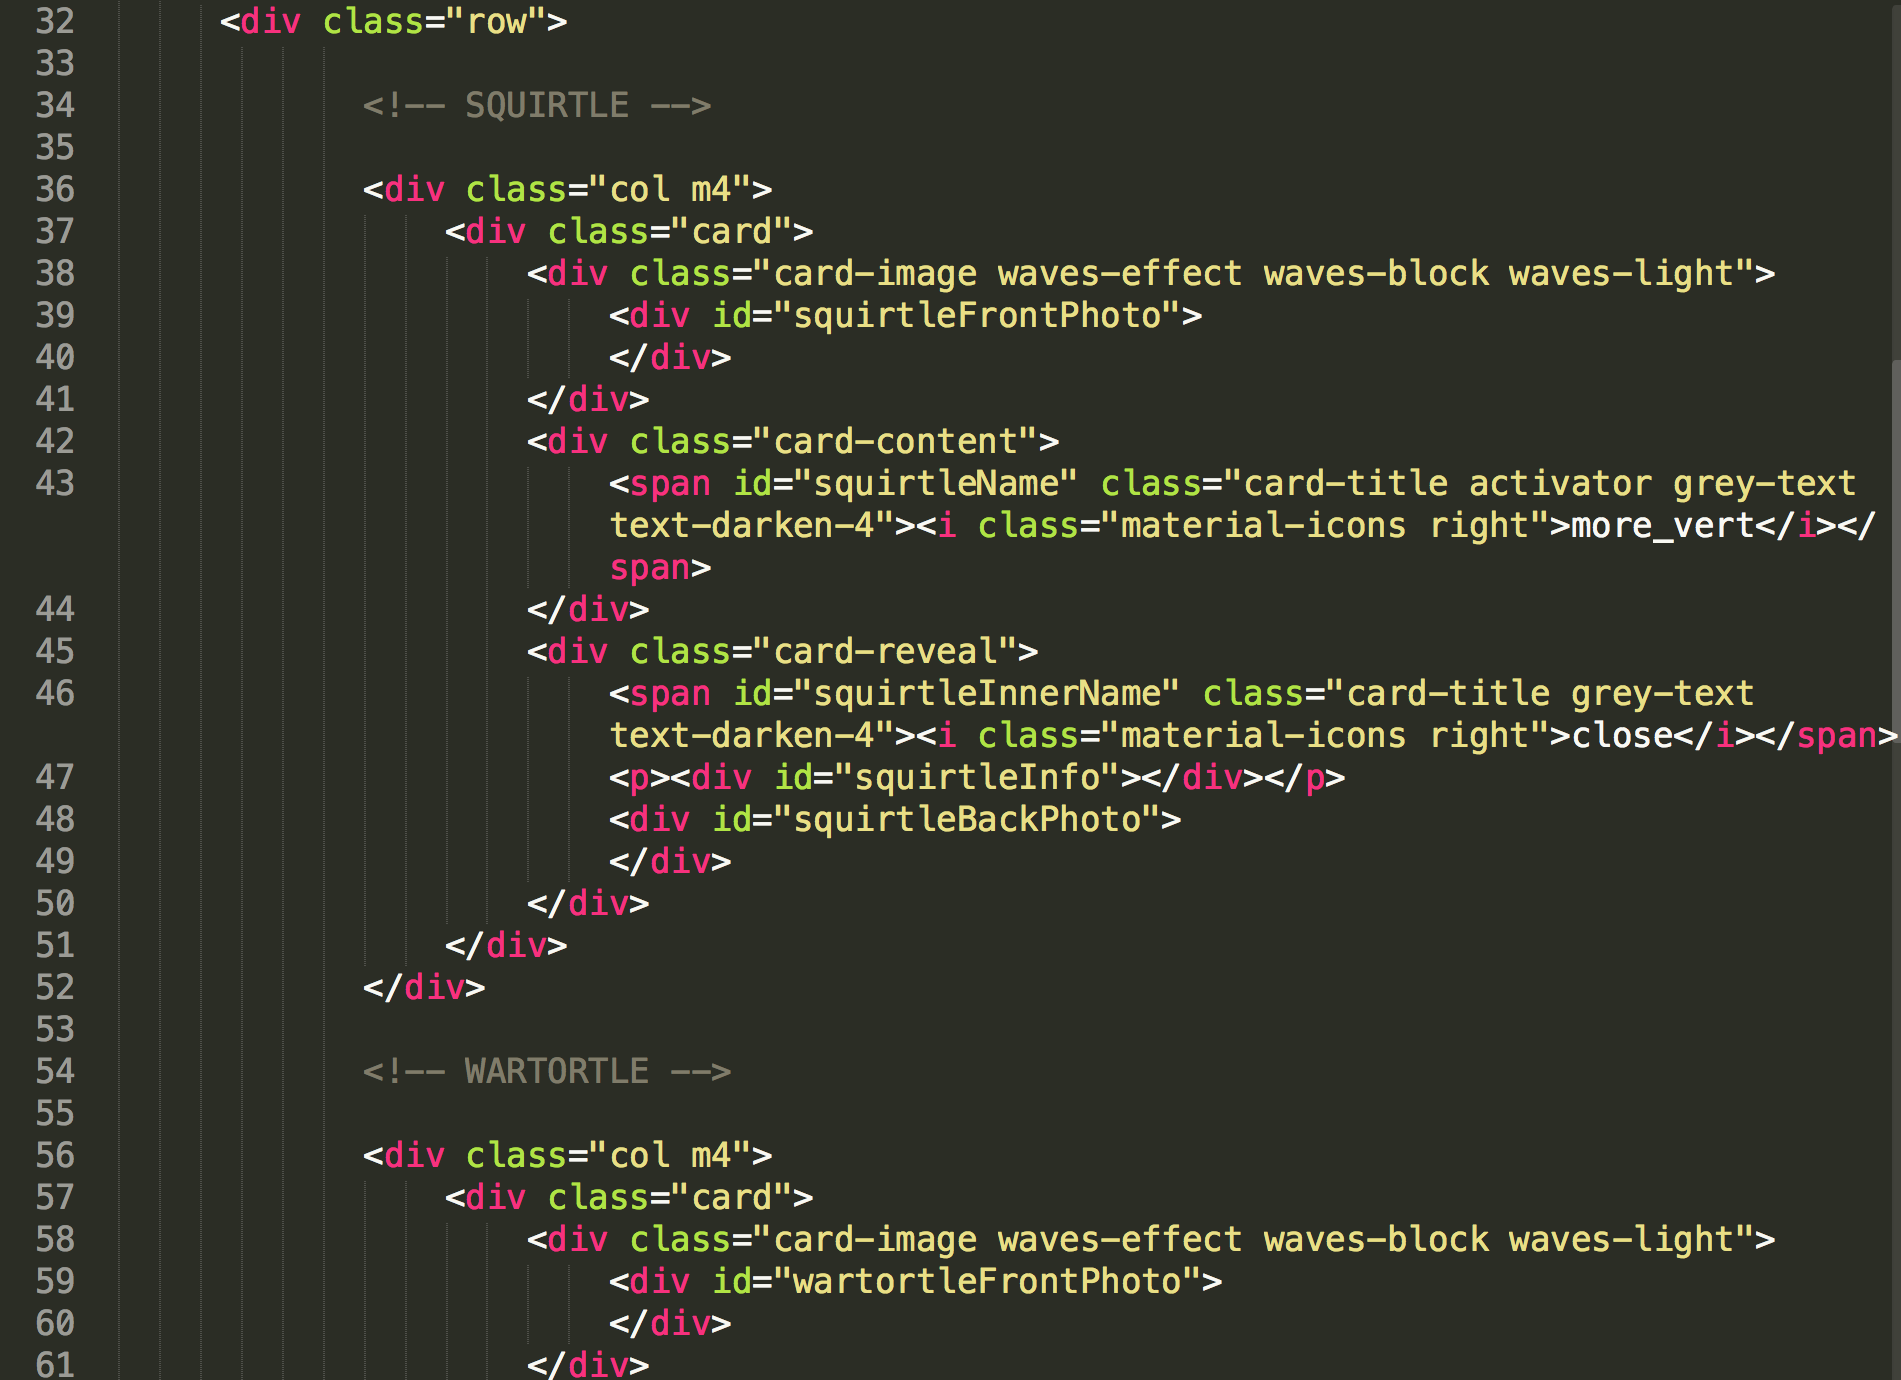 32 <div class="row">
33
34 <!-- SQUIRTLE -->
35
36 <div class="col m4">
37 <div class="card">
38 <div class="card-image waves-effect waves-block waves-light">
39 <div id="squirtleFrontPhoto">
40 </div>
41 </div>
42 <div class="card-content">
43 <span id="squirtleName" class="card-title activator grey-text
text-darken-4"><i class="material-icons right">more_vert</i></
span>
44 </div>
45 <div class="card-reveal">
46 <span id="squirtleInnerName" class="card-title grey-text
text-darken-4"><i class="material-icons right">close</i></span>
47 <p><div id="squirtleInfo"></div></p>
48 <div id="squirtleBackPhoto">
49 </div>
50 </div>
51 </div>
52 </div>
53
54 <!-- WARTORTLE -->
55
56 <div class="col m4">
57 <div class="card">
58 <div class="card-image waves-effect waves-block waves-light">
59 <div id="wartortleFrontPhoto">
60 </div>
61 </div>